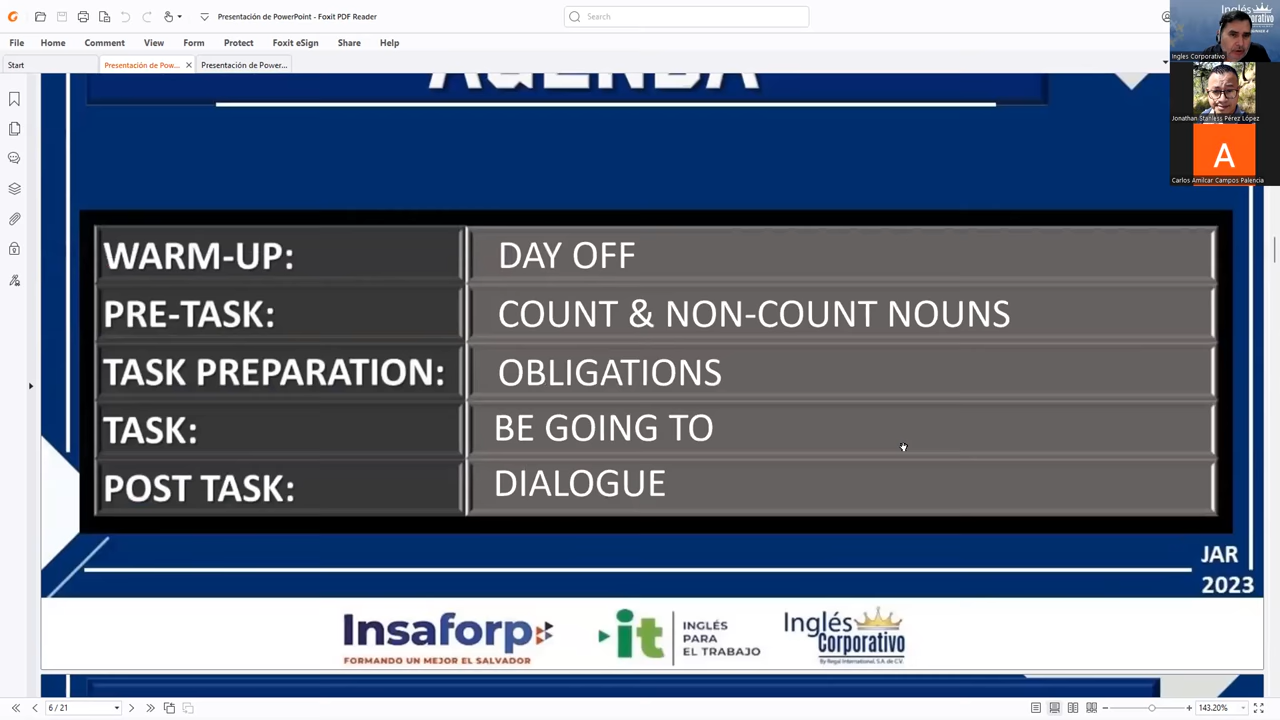 Presentación de PowerPoint - Foxit PDF Reader
Search
Inglés
Corporativo
File Home Comment View Form Protect Foxit eSign Share Help
Ingles Corporativo
Start Presentación de Pow... Presentación de Power...
AGENDA
Jonathan Stanless Pérez López
A
Carlos Amilcar Campos Palencia
WARM-UP: DAY OFF
PRE-TASK: COUNT & NON-COUNT NOUNS
TASK PREPARATION: OBLIGATIONS
TASK: BE GOING TO
POST TASK: DIALOGUE
JAR
2023
Insaforp
FORMANDO UN MEJOR EL SALVADOR
it
INGLÉS
PARA
EL TRABAJO
Inglés
Corporativo
By Regal International, S.A. de C.V.
6 / 21
143.20%